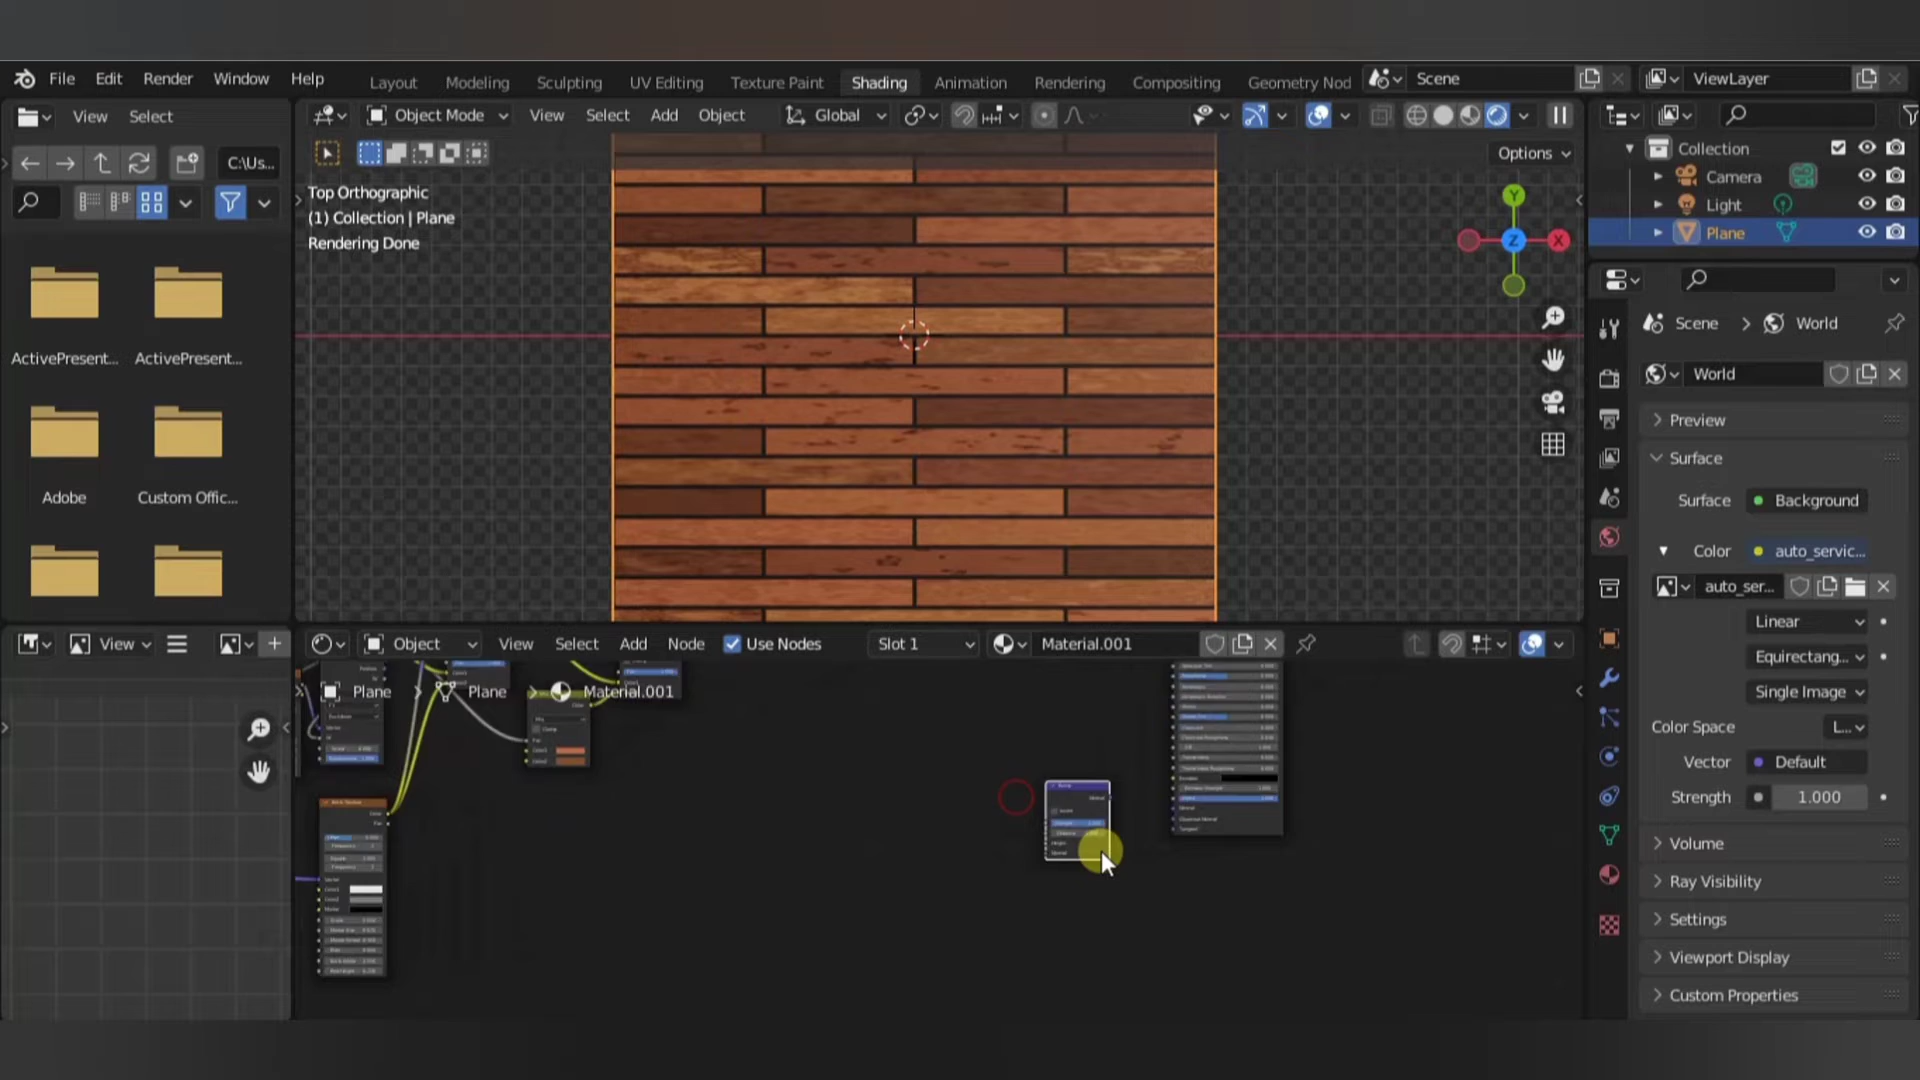 File Edit Render Window Help
Layout Modeling Sculpting UV Editing Texture Paint Shading Animation Rendering Compositing Geometry Nod
Scene
ViewLayer
View Select
Object Mode View Select Add Object
Global
C:\Us...
Options
Top Orthographic
(1) Collection | Plane
Rendering Done
Y
Z
X
ActivePresent... ActivePresent...
Adobe Custom Offic...
Collection
Camera
Light
Plane
Scene > World
World
Preview
Surface
Surface Background
Color auto_servic...
auto_ser...
Linear
Equirectang...
Single Image
Color Space L...
Vector Default
Strength 1.000
Volume
Ray Visibility
Settings
Viewport Display
Custom Properties
View
Object View Select Add Node Use Nodes Slot 1 Material.001
Plane > Plane > Material.001